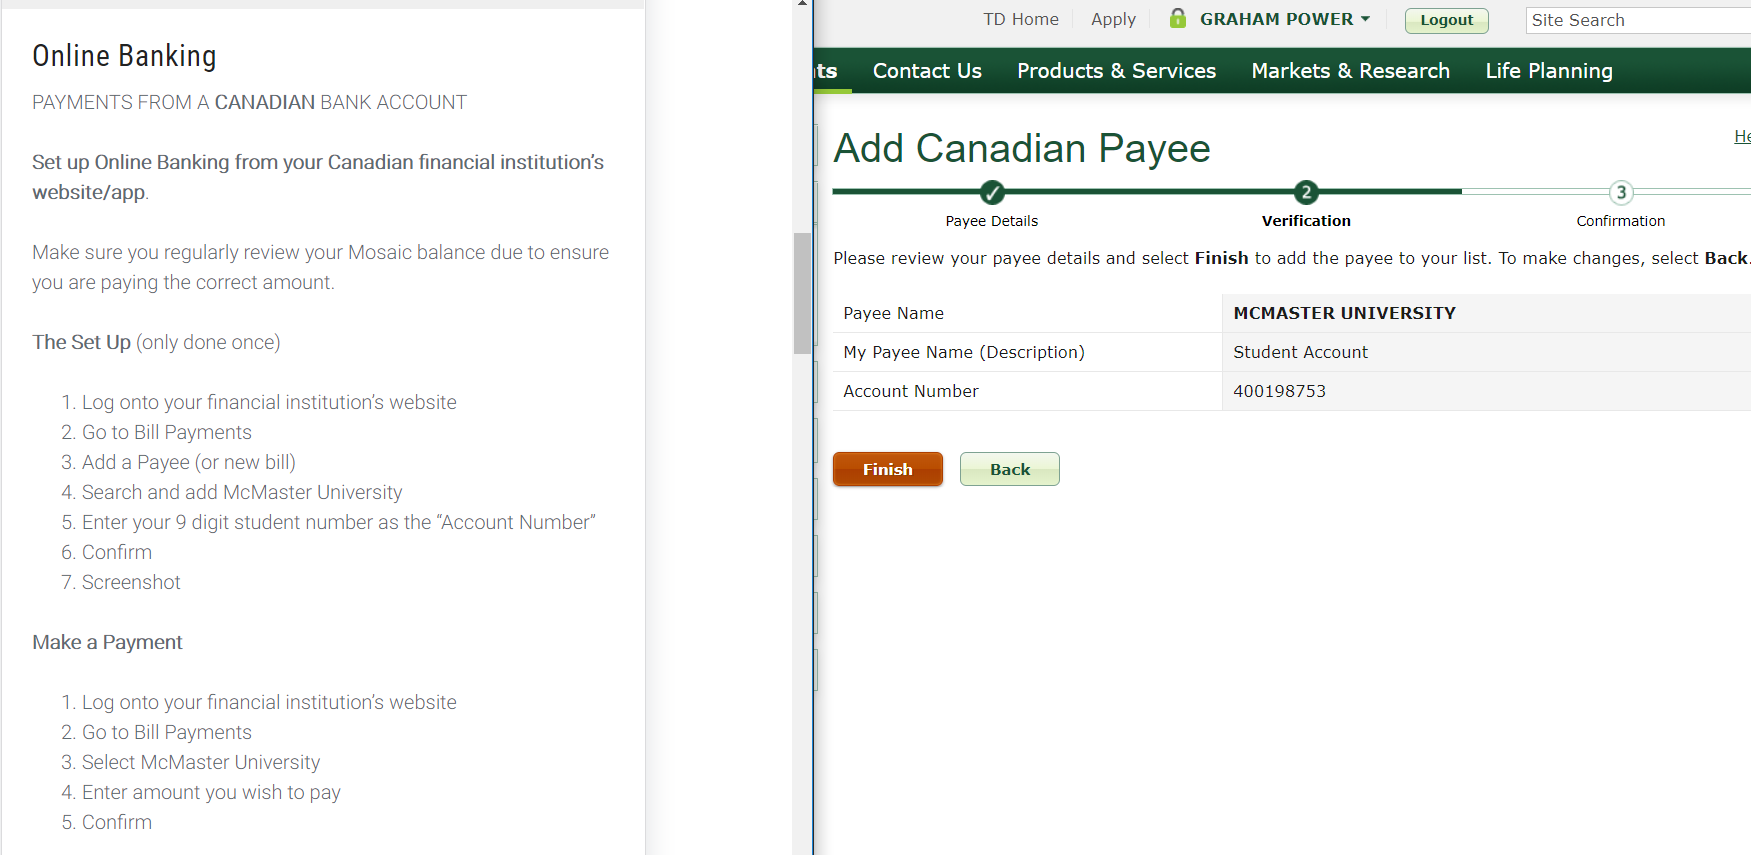 Online Banking
PAYMENTS FROM A CANADIAN BANK ACCOUNT
Set up Online Banking from your Canadian financial institution’s
website/app.
Make sure you regularly review your Mosaic balance due to ensure
you are paying the correct amount.
The Set Up (only done once)
1. Log onto your financial institution’s website
2. Go to Bill Payments
3. Add a Payee (or new bill)
4. Search and add McMaster University
5. Enter your 9 digit student number as the “Account Number”
6. Confirm
7. Screenshot
Make a Payment
1. Log onto your financial institution’s website
2. Go to Bill Payments
3. Select McMaster University
4. Enter amount you wish to pay
5. Confirm
TD Home Apply GRAHAM POWER Logout Site Search
ts Contact Us Products & Services Markets & Research Life Planning
Add Canadian Payee
He
2 3
Payee Details Verification Confirmation
Please review your payee details and select Finish to add the payee to your list. To make changes, select Back.
Payee Name MCMASTER UNIVERSITY
My Payee Name (Description) Student Account
Account Number 400198753
Finish Back